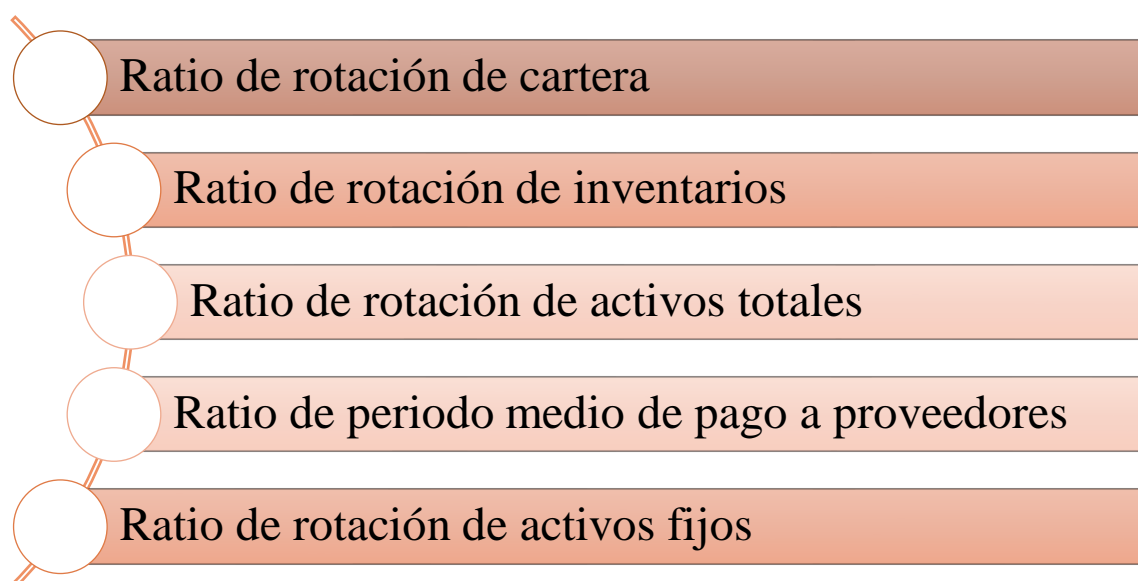 Ratio de rotación de cartera
Ratio de rotación de inventarios
Ratio de rotación de activos totales
Ratio de periodo medio de pago a proveedores
Ratio de rotación de activos fijos